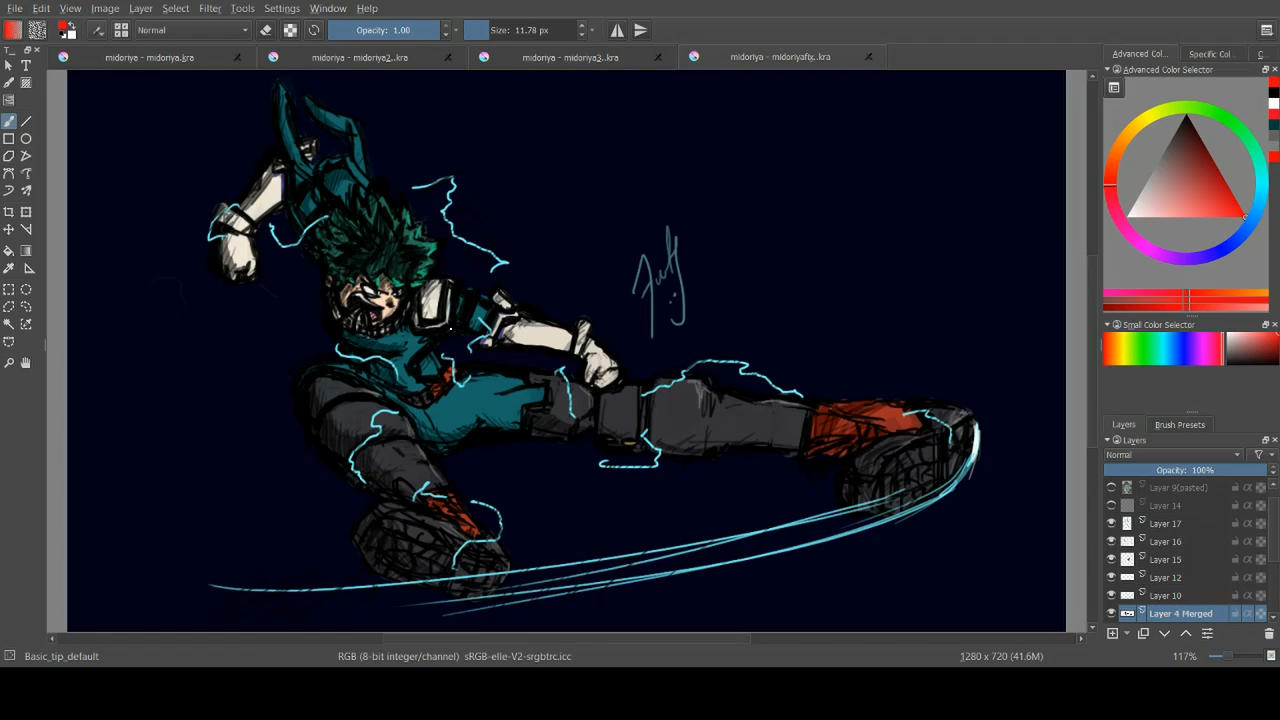 File Edit View Image Layer Select Filter Tools Settings Window Help
Normal Opacity: 1.00 Size: 11.78 px
midoriya - midoriya.kra midoriya - midoriya2..kra midoriya - midoriya3..kra midoriya - midoriyafix..kra
Advanced Col... Specific Col... C
Advanced Color Selector
Small Color Selector
Layers Brush Presets
Layers
Normal
Opacity: 100%
Layer 9(pasted)
Layer 14
Layer 17
Layer 16
Layer 15
Layer 12
Layer 10
Layer 4 Merged
Basic_tip_default RGB (8-bit integer/channel) sRGB-elle-V2-srgbtrc.icc 1280 x 720 (41.6M) 117%